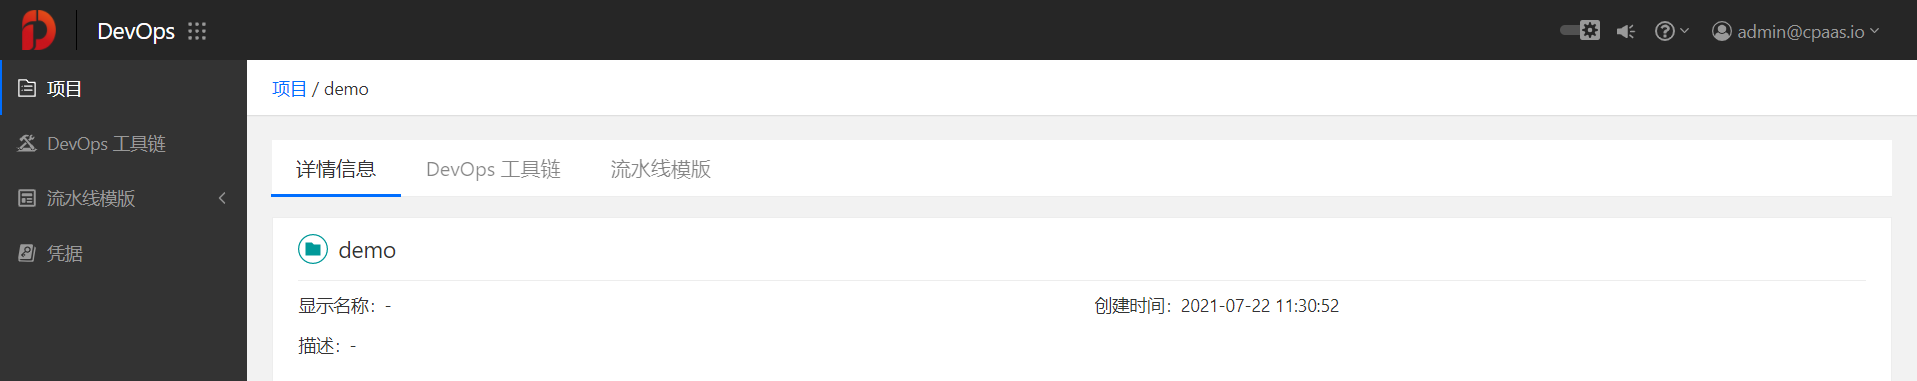 DevOps
admin@cpaas.io
项目
DevOps 工具链
流水线模版
凭据
项目 / demo
详情信息 DevOps 工具链 流水线模版
demo
显示名称：- 创建时间：2021-07-22 11:30:52
描述：-